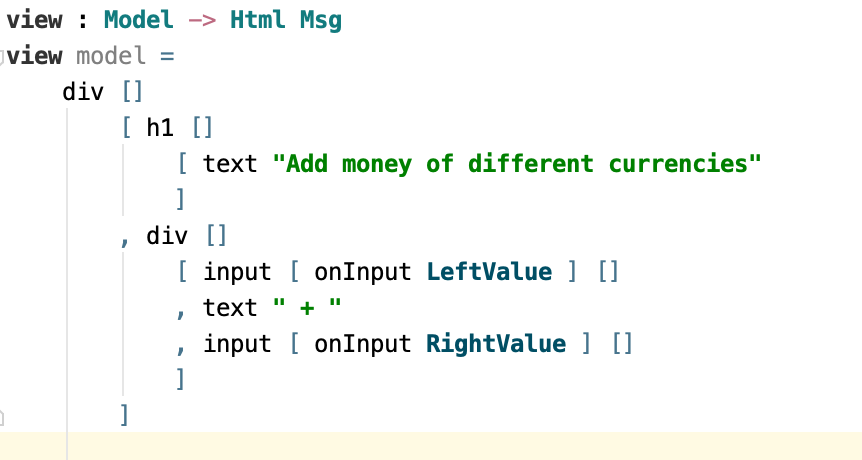 view : Model -> Html Msg
view model =
    div []
        [ h1 []
            [ text "Add money of different currencies"
            ]
        , div []
            [ input [ onInput LeftValue ] []
            , text " + "
            , input [ onInput RightValue ] []
            ]
        ]